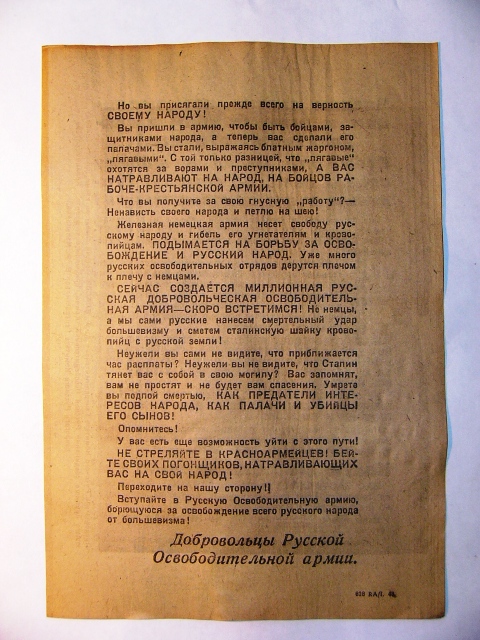 Но вы присягали прежде всего на верность
СВОЕМУ НАРОДУ!
Вы пришли в армию, чтобы быть бойцами, за-
щитниками народа, а теперь вас сделали его
палачами. Вы стали, выражаясь блатным жаргоном,
„лягавыми“. С той только разницей, что „лягавые“
охотятся за ворами и преступниками, А ВАС
НАТРАВЛИВАЮТ НА НАРОД, НА БОЙЦОВ РА-
БОЧЕ-КРЕСТЬЯНСКОЙ АРМИИ.
Что вы получите за свою гнусную „работу“?—
Ненависть своего народа и петлю на шею!
Железная немецкая армия несет свободу рус-
скому народу и гибель его угнетателям и крово-
пийцам. ПОДЫМАЕТСЯ НА БОРЬБУ ЗА ОСВО-
БОЖДЕНИЕ И РУССКИЙ НАРОД. Уже много
русских освободительных отрядов дерутся плечом
к плечу с немцами.
СЕЙЧАС СОЗДАЁТСЯ МИЛЛИОННАЯ РУС-
СКАЯ ДОБРОВОЛЬЧЕСКАЯ ОСВОБОДИТЕЛЬ-
НАЯ АРМИЯ—СКОРО ВСТРЕТИМСЯ! Не немцы,
а мы сами русские нанесем смертельный удар
большевизму и сметем сталинскую шайку крово-
пийц с русской земли!
Неужели вы сами не видите, что приближается
час расплаты? Неужели вы не видите, что Сталин
тянет вас с собой в свою могилу? Вас запомнят,
вам не простят и не будет вам спасения. Умрете
вы подлой смертью, КАК ПРЕДАТЕЛИ ИНТЕ-
РЕСОВ НАРОДА, КАК ПАЛАЧИ И УБИЙЦЫ
ЕГО СЫНОВ!
Опомнитесь!
У вас есть еще возможность уйти с этого пути!
НЕ СТРЕЛЯЙТЕ В КРАСНОАРМЕЙЦЕВ! БЕЙ-
ТЕ СВОИХ ПОГОНЩИКОВ, НАТРАВЛИВАЮЩИХ
ВАС НА СВОЙ НАРОД!
Переходите на нашу сторону!!
Вступайте в Русскую Освободительную армию,
борющуюся за освобождение всего русского народа
от большевизма!
Добровольцы Русской
Освободительной армии.